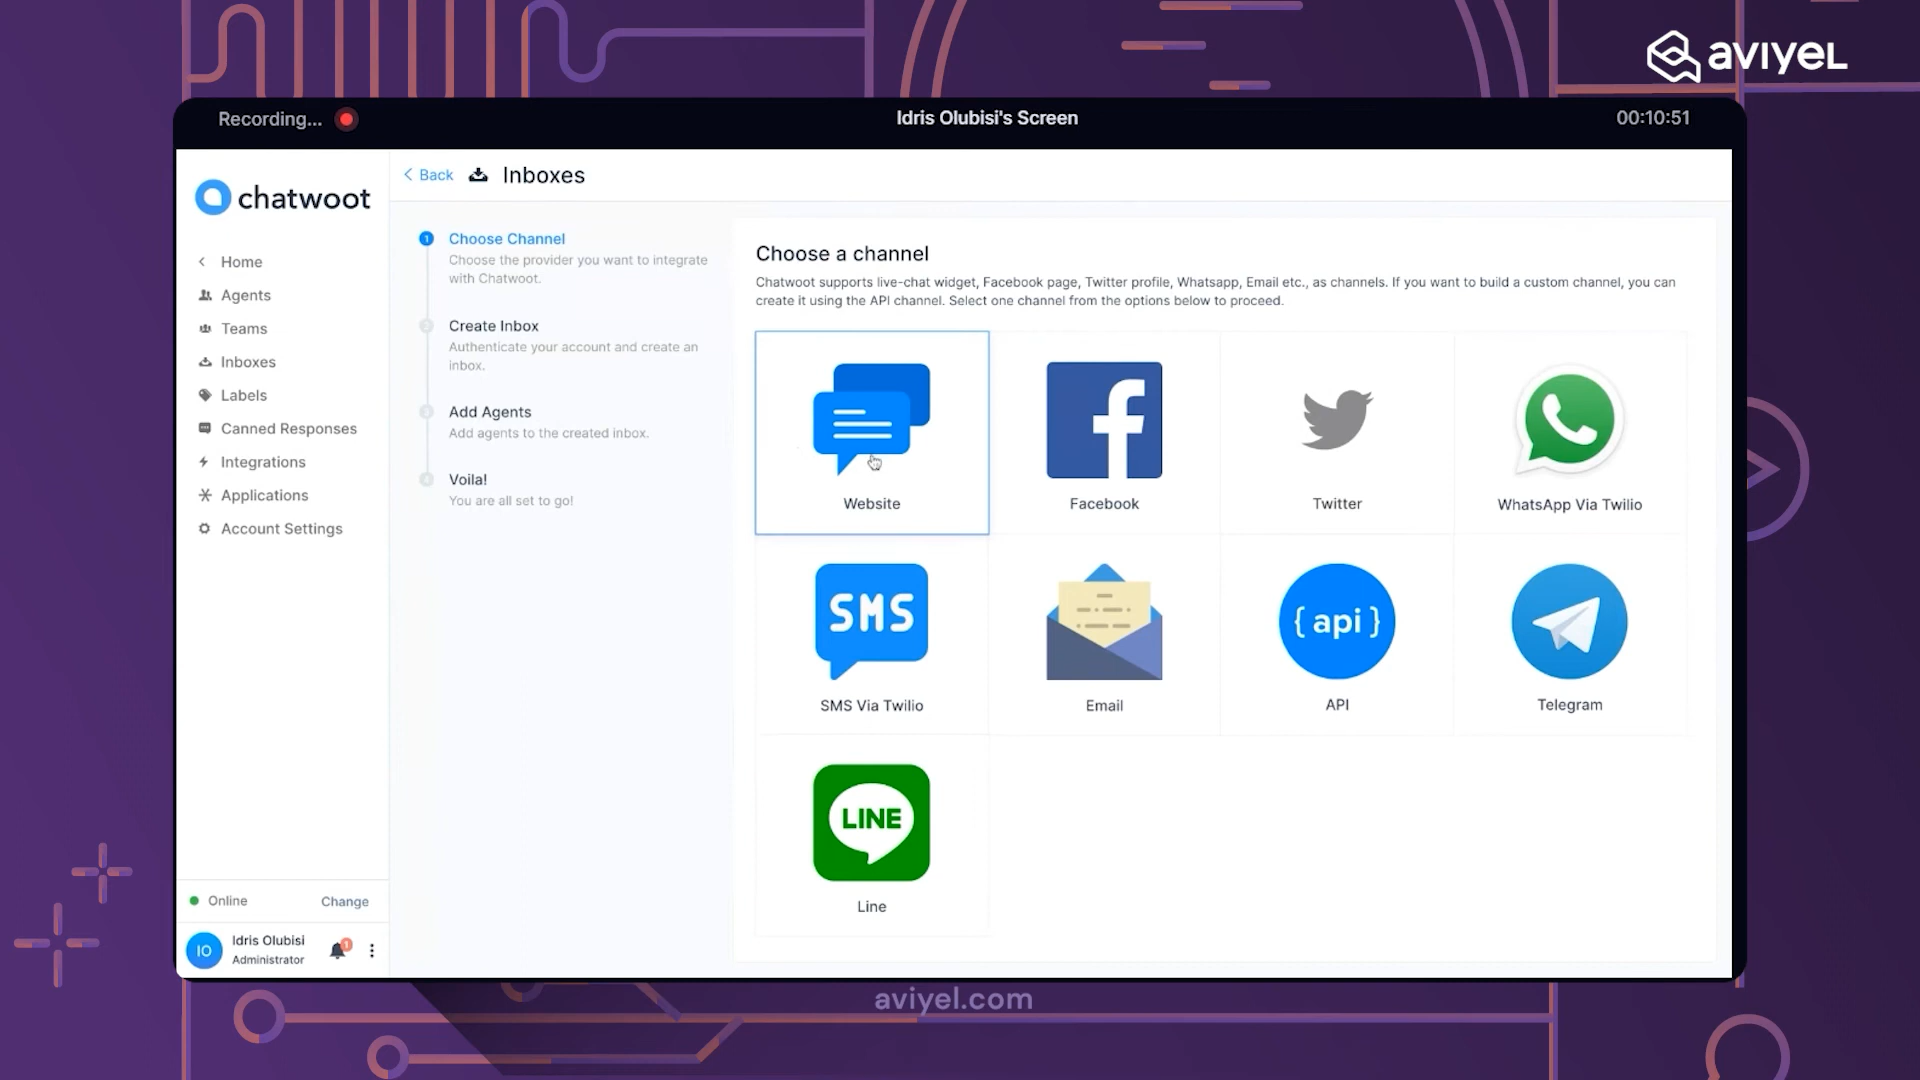 aviyel
Recording...
Idris Olubisi's Screen
00:10:51
chatwoot
Home
Agents
Teams
Inboxes
Labels
Canned Responses
Integrations
Applications
Account Settings
Online
Change
IO
Idris Olubisi
Administrator
1
Back
Inboxes
1
Choose Channel
Choose the provider you want to integrate
with Chatwoot.
2
Create Inbox
Authenticate your account and create an
inbox.
3
Add Agents
Add agents to the created inbox.
4
Voila!
You are all set to go!
Choose a channel
Chatwoot supports live-chat widget, Facebook page, Twitter profile, Whatsapp, Email etc., as channels. If you want to build a custom channel, you can
create it using the API channel. Select one channel from the options below to proceed.
Website
Facebook
Twitter
WhatsApp Via Twilio
SMS
SMS Via Twilio
Email
{ api }
API
Telegram
LINE
Line
aviyel.com